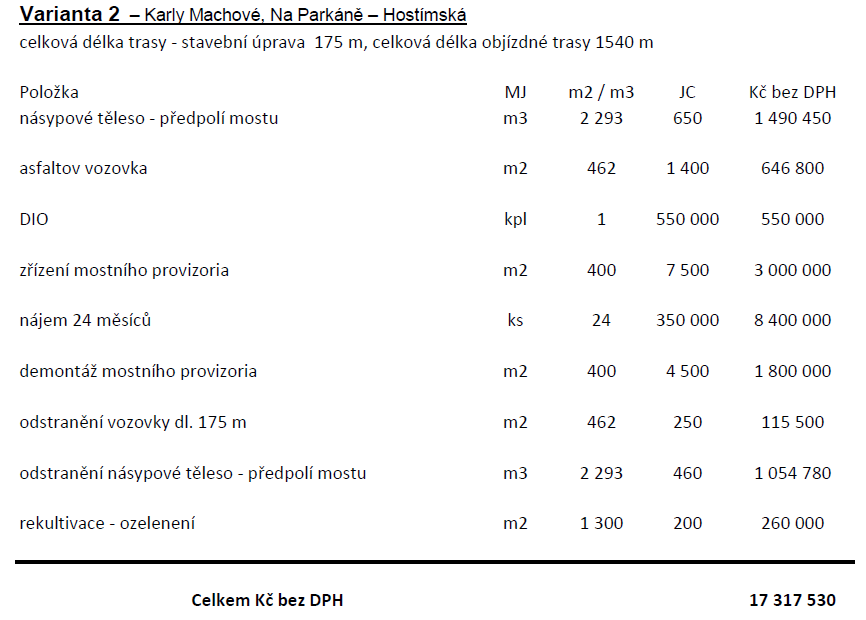 Varianta 2 – Karly Machové, Na Parkáně – Hostímská
celková délka trasy - stavební úprava 175 m, celková délka objízdné trasy 1540 m
Položka MJ m2 / m3 JC Kč bez DPH
násypové těleso - předpolí mostu m3 2 293 650 1 490 450
asfaltov vozovka m2 462 1 400 646 800
DIO kpl 1 550 000 550 000
zřízení mostního provizoria m2 400 7 500 3 000 000
nájem 24 měsíců ks 24 350 000 8 400 000
demontáž mostního provizoria m2 400 4 500 1 800 000
odstranění vozovky dl. 175 m m2 462 250 115 500
odstranění násypové těleso - předpolí mostu m3 2 293 460 1 054 780
rekultivace - ozelenení m2 1 300 200 260 000
Celkem Kč bez DPH 17 317 530